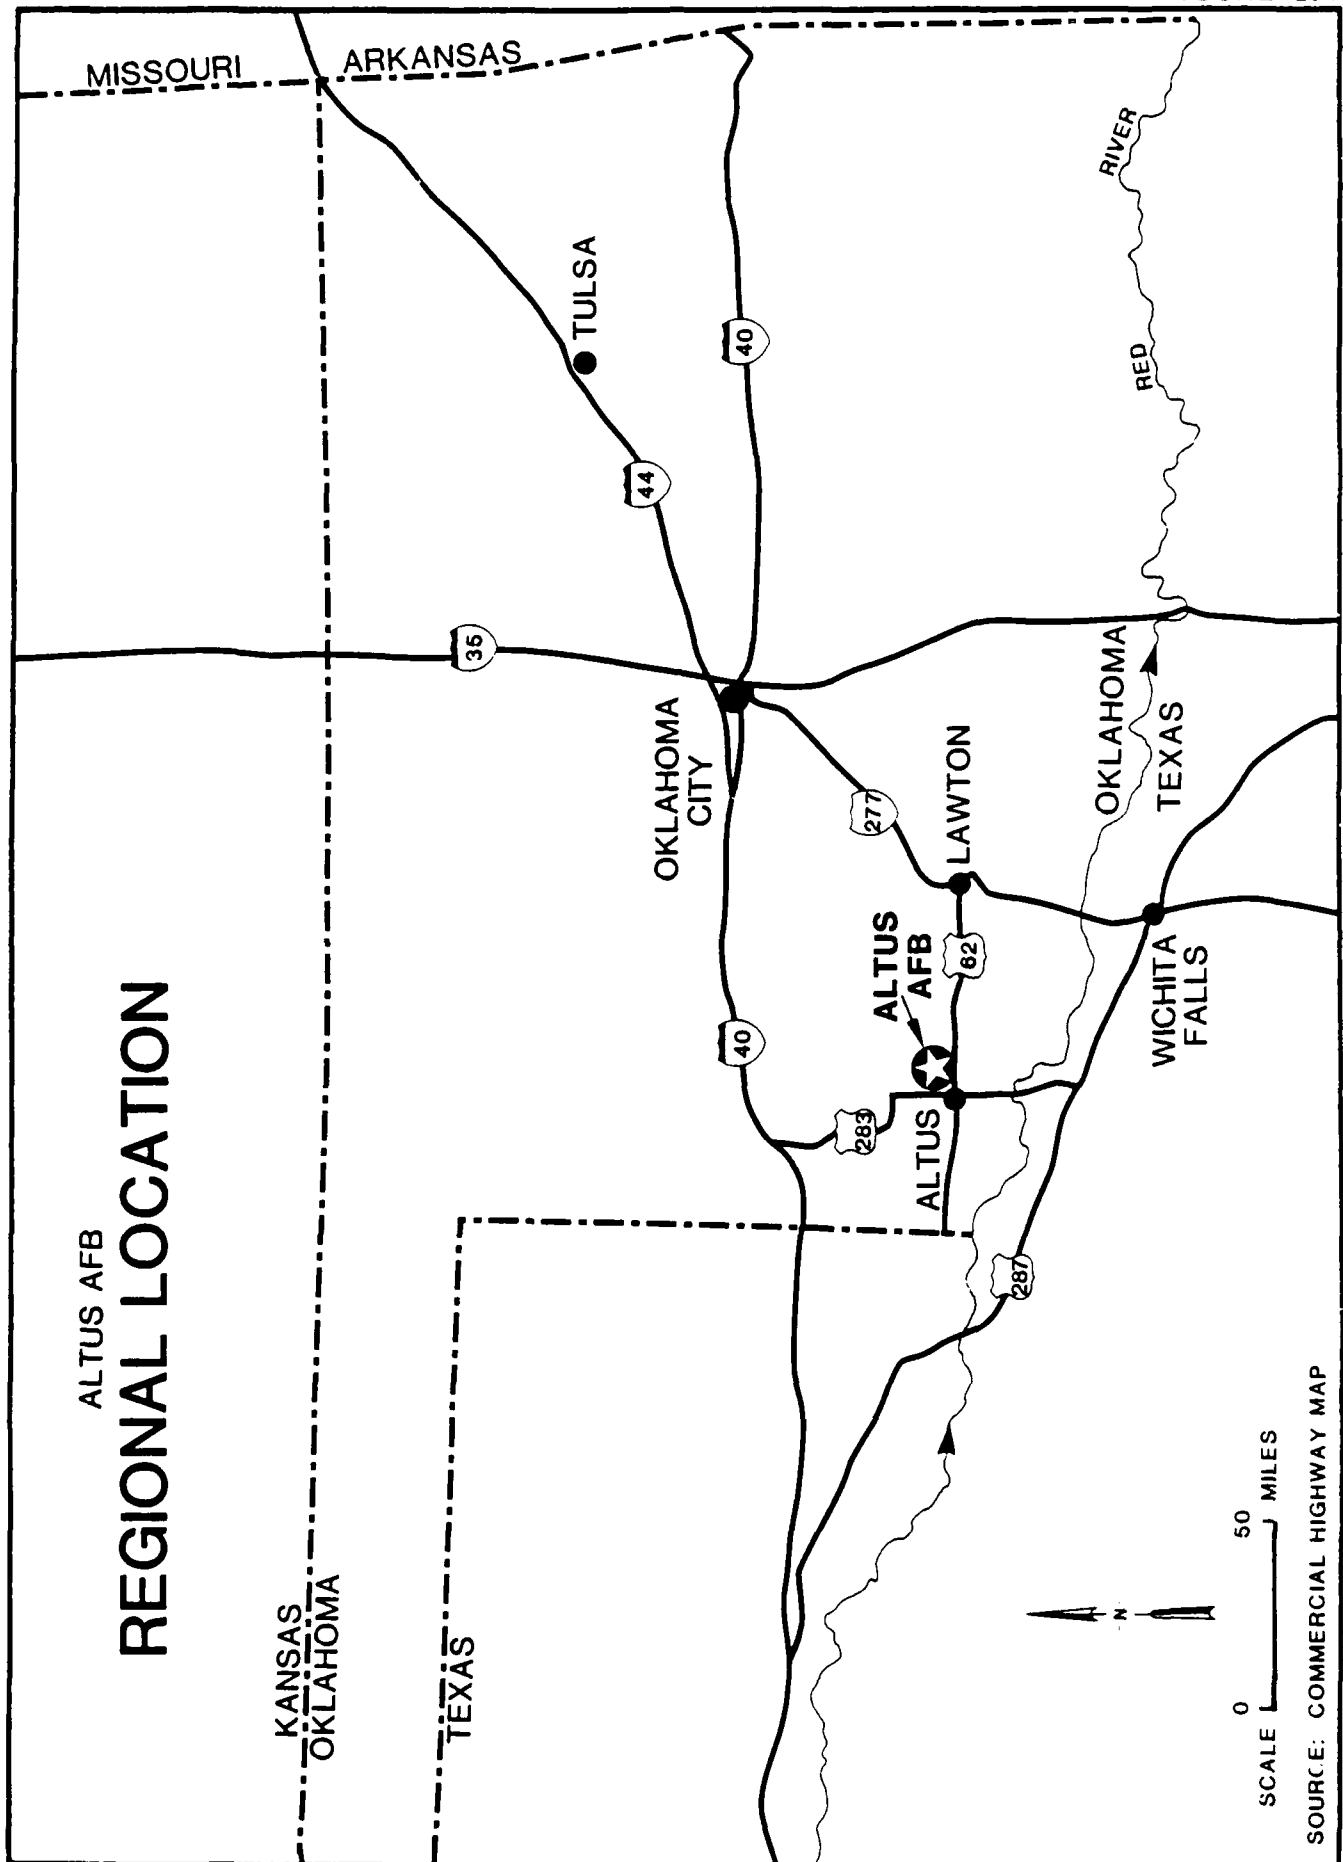 ALTUS AFB
REGIONAL LOCATION
KANSAS
OKLAHOMA
TEXAS
MISSOURI
ARKANSAS
35
44
TULSA
40
OKLAHOMA
CITY
40
277
283
ALTUS
AFB
ALTUS
62
LAWTON
287
WICHITA
FALLS
OKLAHOMA
TEXAS
RED
RIVER
N
0
50
SCALE
MILES
SOURCE: COMMERCIAL HIGHWAY MAP